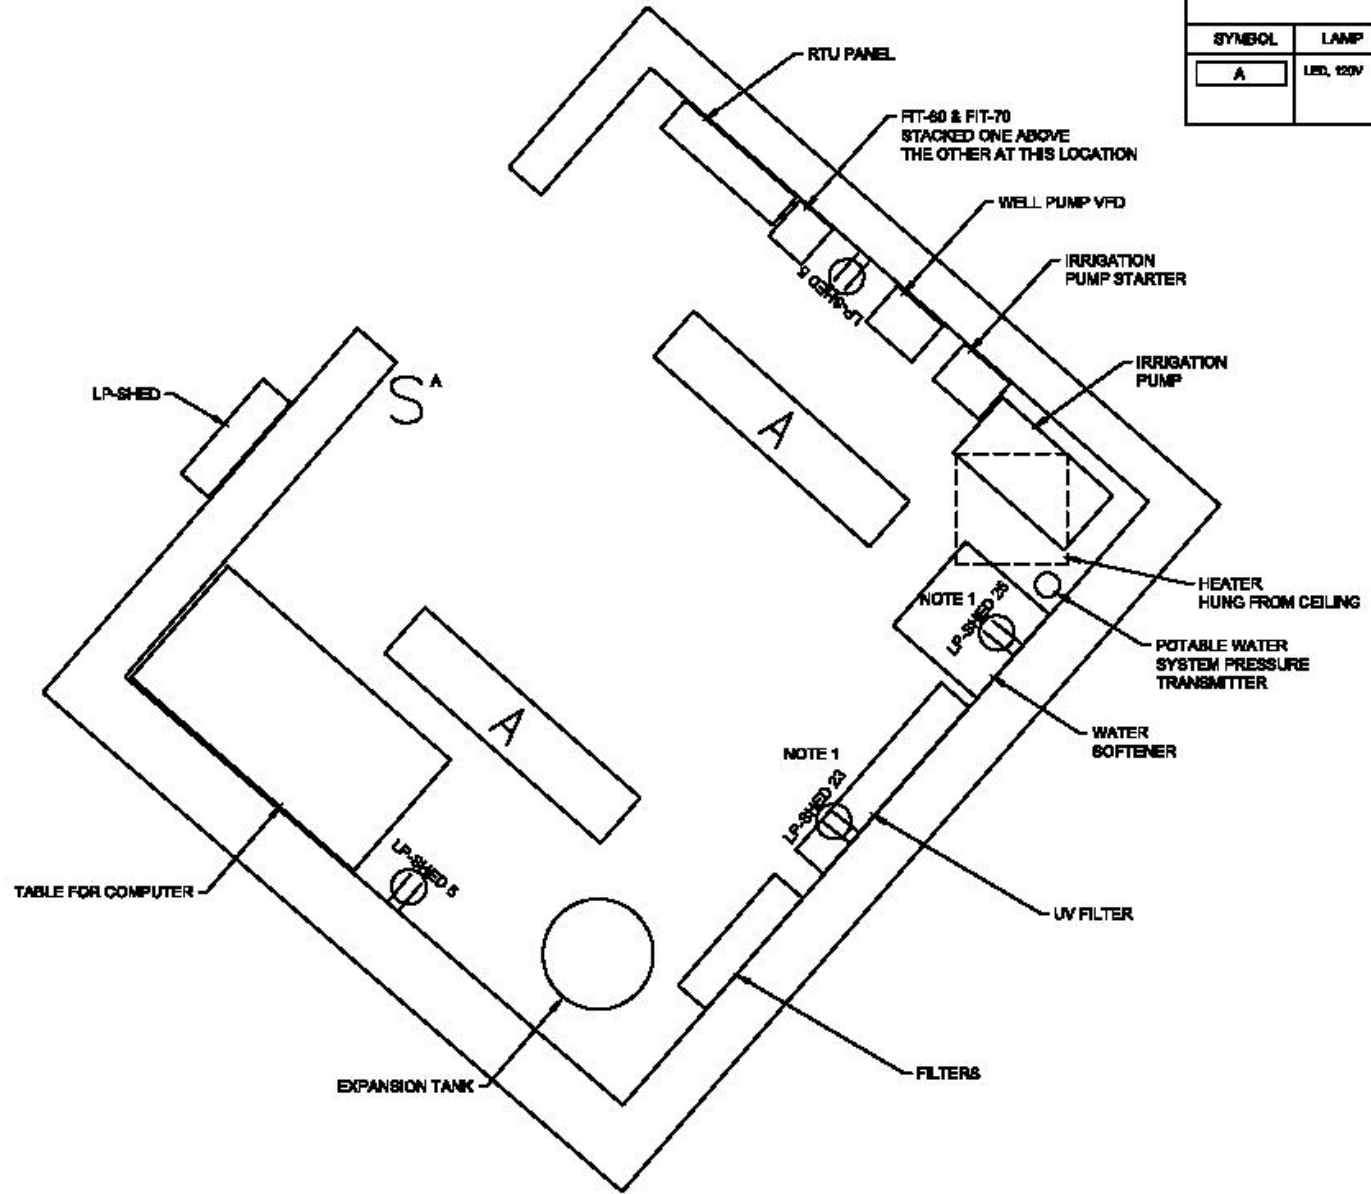 SYMBOL LAMP
A LED, 120V
RTU PANEL
FIT-60 & FIT-70
STACKED ONE ABOVE
THE OTHER AT THIS LOCATION
WELL PUMP VFD
IRRIGATION
PUMP STARTER
LP-SHED 5
IRRIGATION
PUMP
LP-SHED
S A
A
HEATER
HUNG FROM CEILING
NOTE 1
LP-SHED 26
POTABLE WATER
SYSTEM PRESSURE
TRANSMITTER
A
WATER
SOFTENER
NOTE 1
LP-SHED 23
LP-SHED 5
TABLE FOR COMPUTER
UV FILTER
EXPANSION TANK
FILTERS